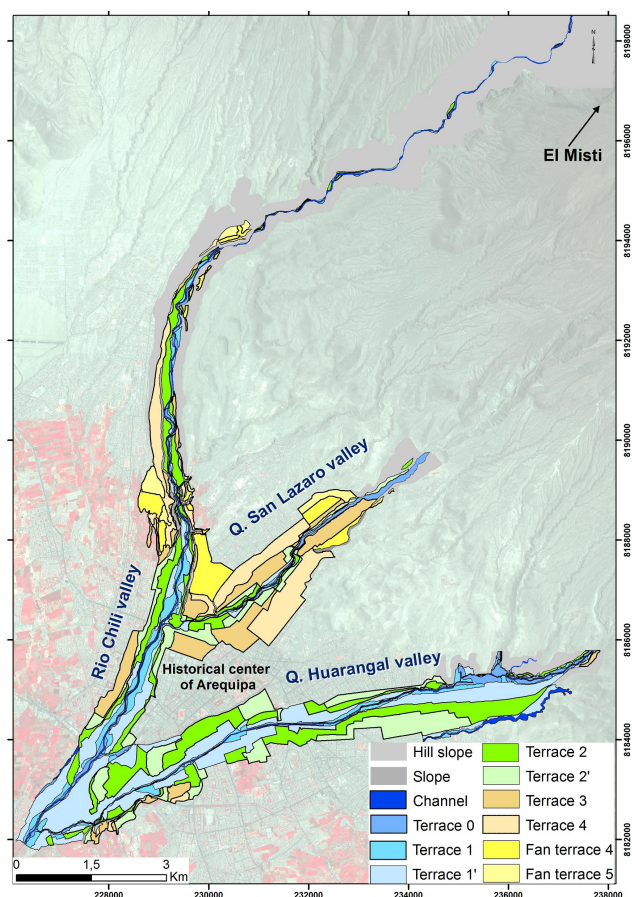 N
El Misti
Q. San Lazaro valley
Rio Chili valley
Historical center
of Arequipa
Q. Huarangal valley
Hill slope
Slope
Channel
Terrace 0
Terrace 1
Terrace 1'
Terrace 2
Terrace 2'
Terrace 3
Terrace 4
Fan terrace 4
Fan terrace 5
0 1,5 3
Km
8198000
8196000
8194000
8192000
8190000
8188000
8186000
8184000
8182000
228000 230000 232000 234000 236000 238000